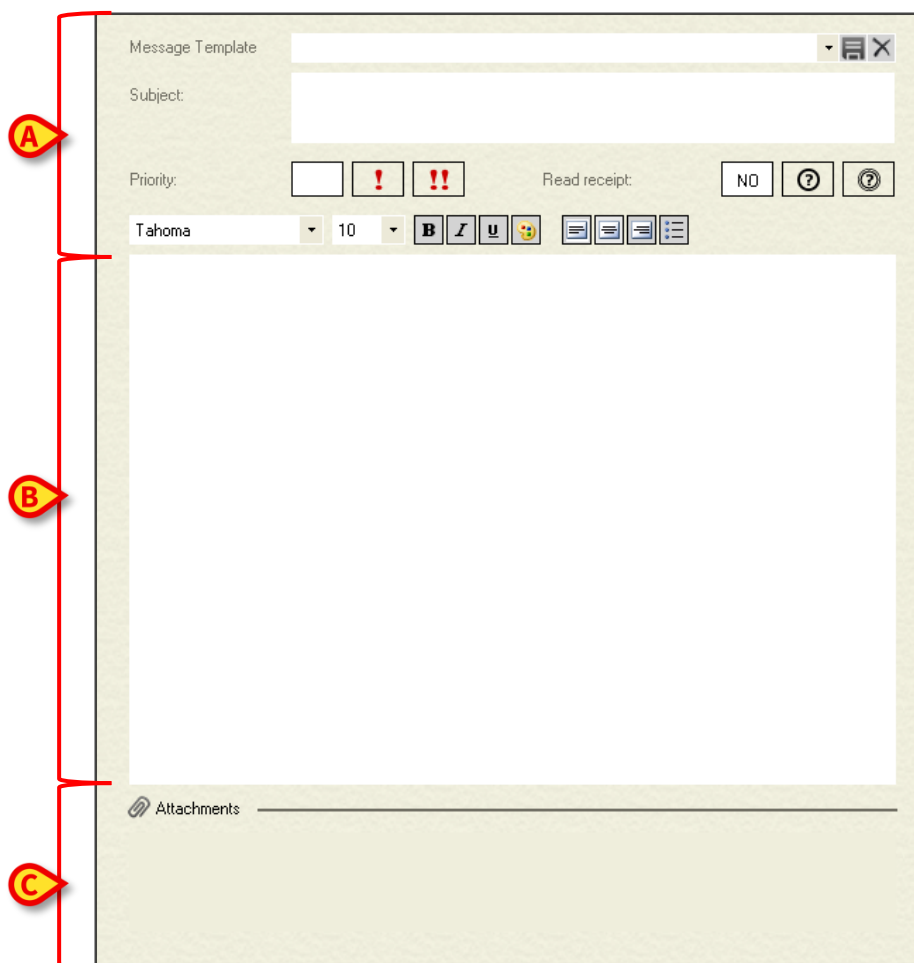 Message Template
Subject:
A
Priority: ! !! Read receipt: NO ? ?
Tahoma 10 B I U
B
Attachments
C